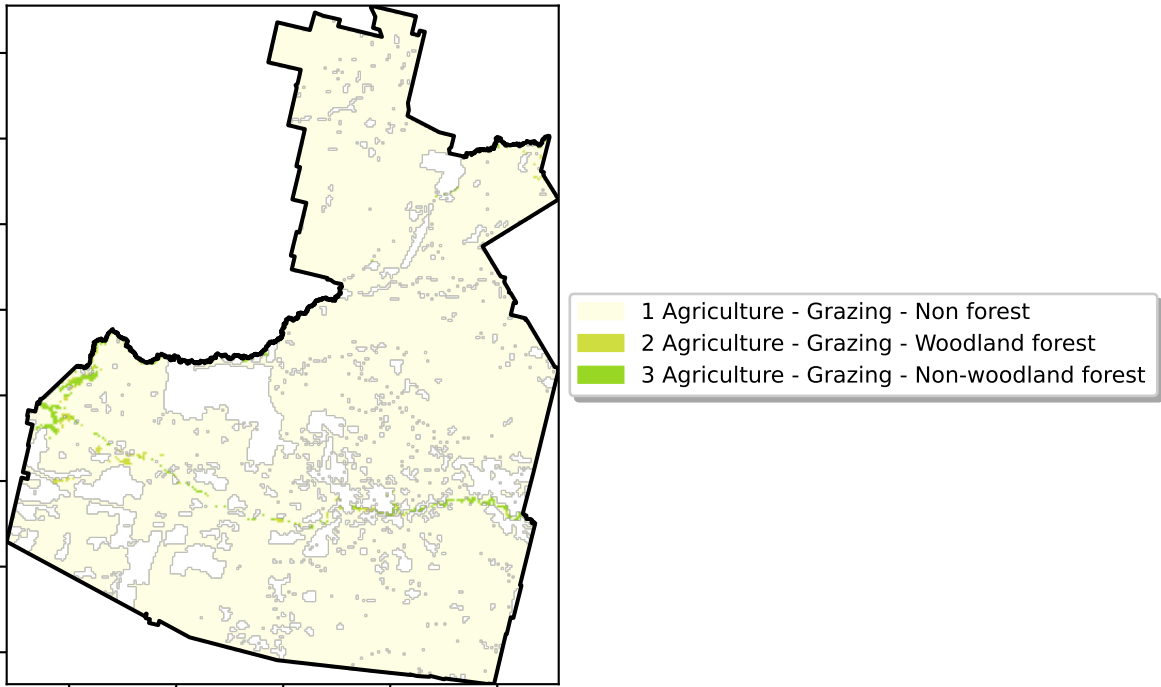 1 Agriculture - Grazing - Non forest
2 Agriculture - Grazing - Woodland forest
3 Agriculture - Grazing - Non-woodland forest